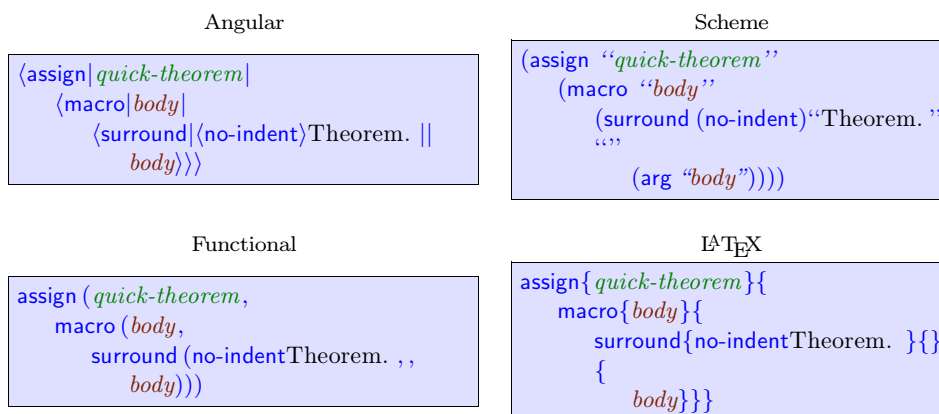 Angular
⟨assign|quick-theorem|
⟨macro|body|
⟨surround|⟨no-indent⟩Theorem. ||
body⟩⟩⟩
Scheme
(assign “quick-theorem”
(macro “body”
(surround (no-indent)“Theorem. ”
“”
(arg “body”))))
Functional
assign (quick-theorem,
macro (body,
surround (no-indentTheorem. , ,
body)))
LATEX
assign{quick-theorem}{
macro{body}{
surround{no-indentTheorem. }{}
{
body}}}